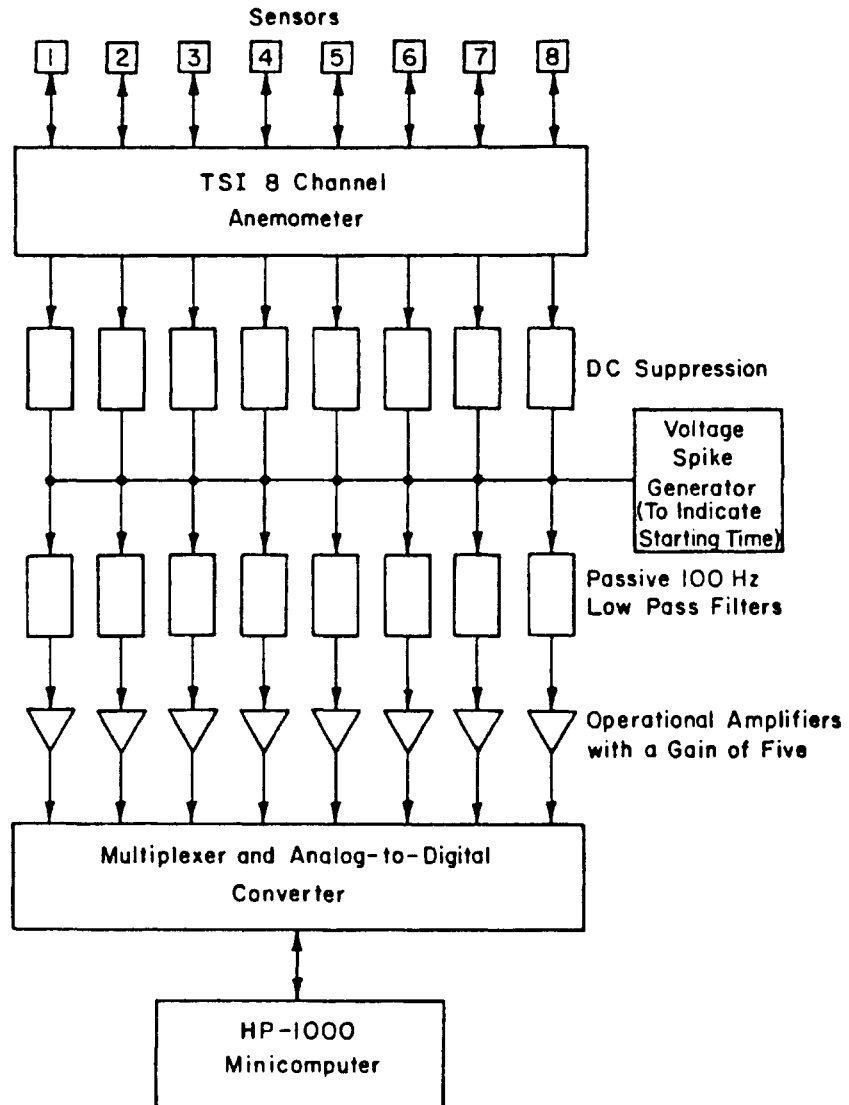 Sensors
1 2 3 4 5 6 7 8
TSI 8 Channel
Anemometer
DC Suppression
Voltage
Spike
Generator
(To Indicate
Starting Time)
Passive 100 Hz
Low Pass Filters
Operational Amplifiers
with a Gain of Five
Multiplexer and Analog-to-Digital
Converter
HP-1000
Minicomputer